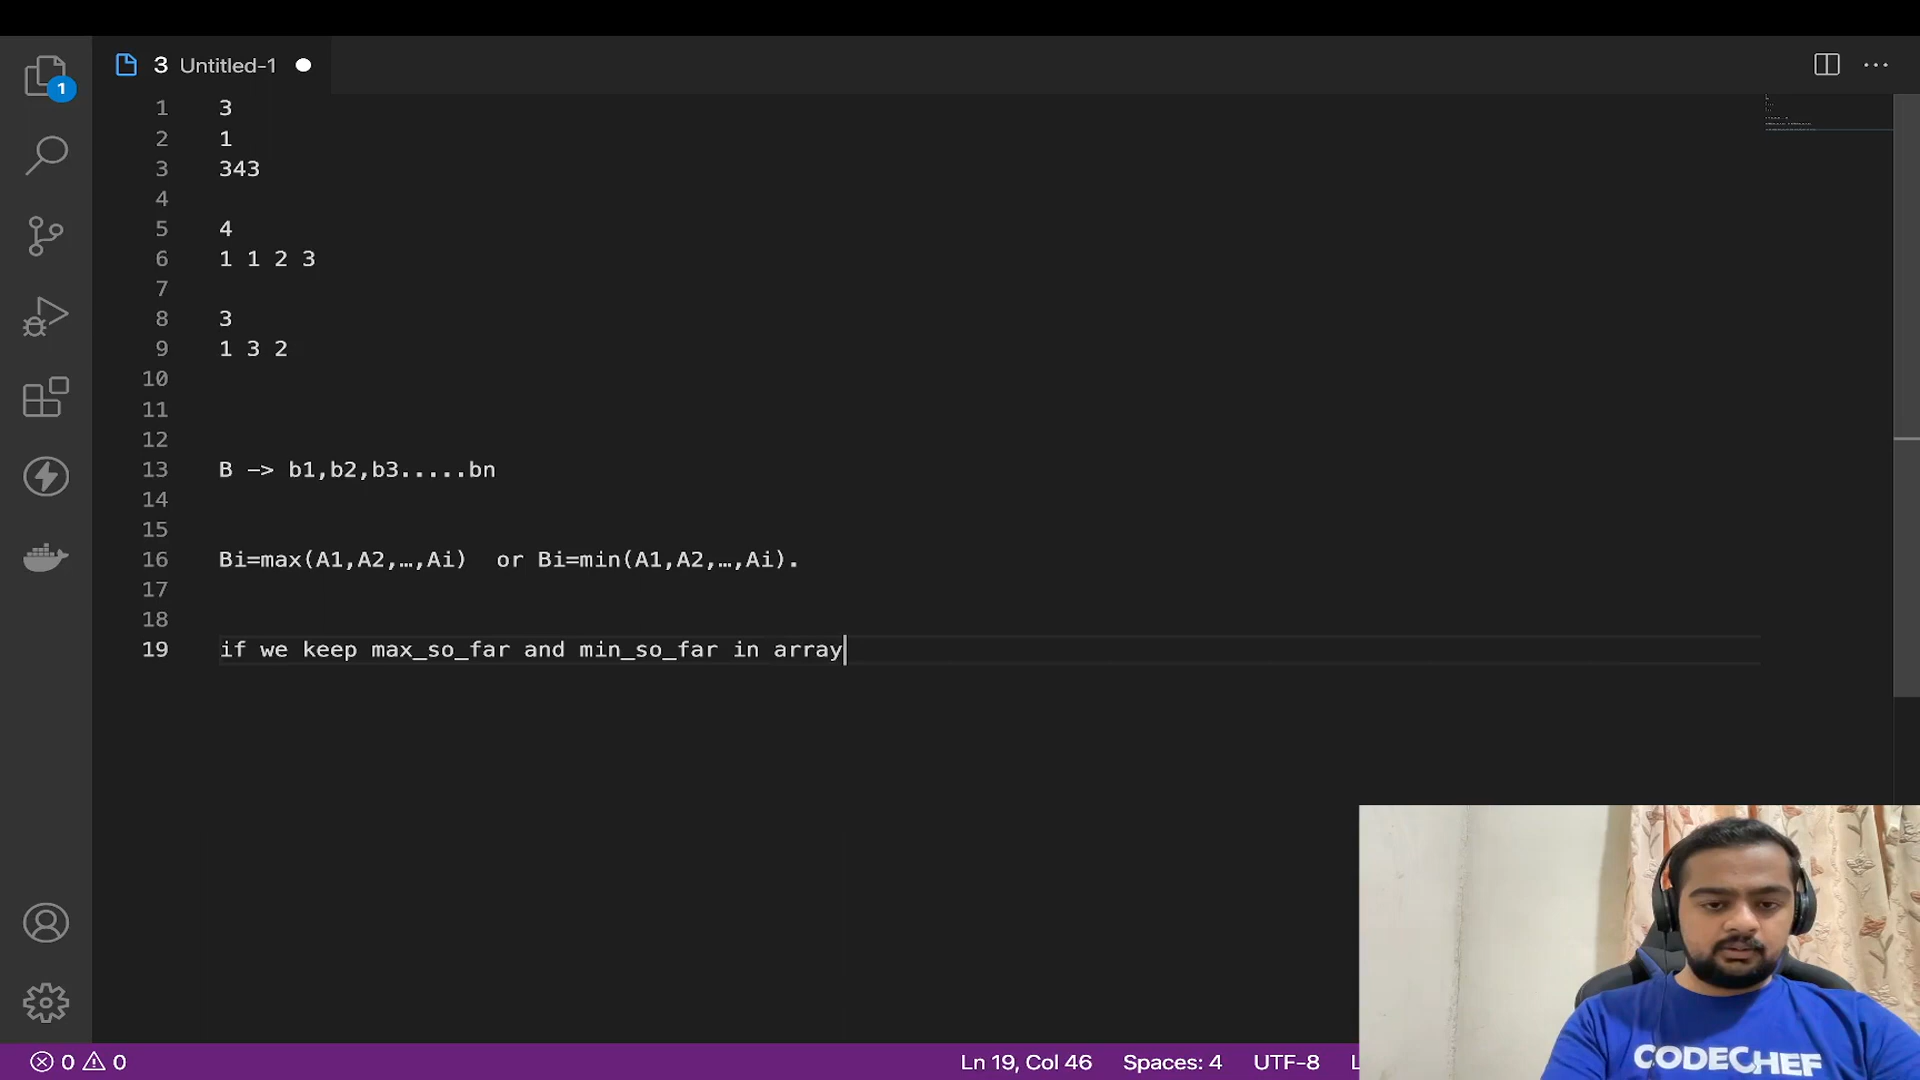 3 Untitled-1
1
1 3
2 1
3 343
4
5 4
6 1 1 2 3
7
8 3
9 1 3 2
10
11
12
13 B —> b1,b2,b3.....bn
14
15
16 Bi=max(A1,A2,…,Ai) or Bi=min(A1,A2,…,Ai).
17
18
19 if we keep max_so_far and min_so_far in array
CODECHEF
0 0 Ln 19, Col 46 Spaces: 4 UTF-8